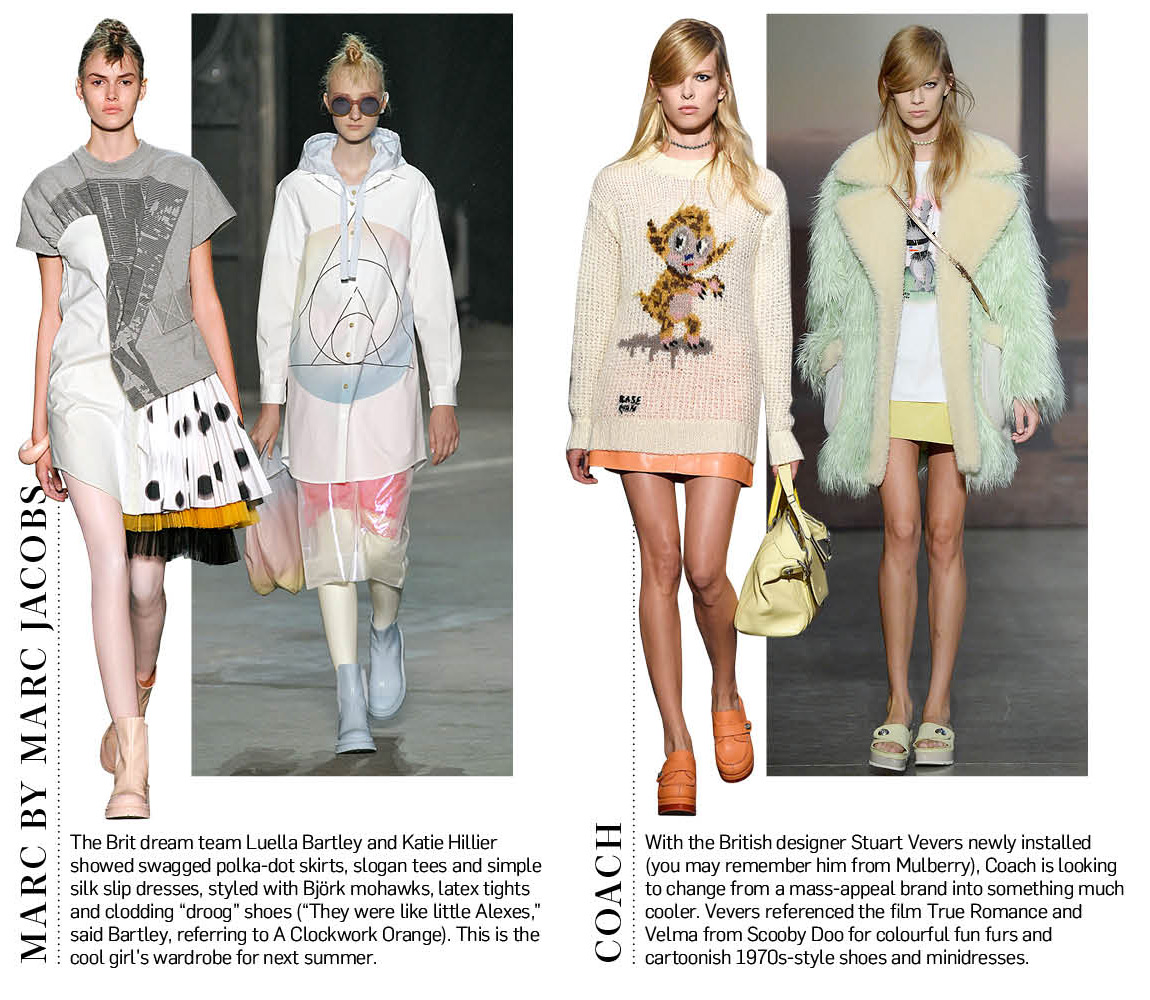 MARC BY MARC JACOBS
The Brit dream team Luella Bartley and Katie Hillier
showed swagged polka-dot skirts, slogan tees and simple
silk slip dresses, styled with Björk mohawks, latex tights
and clodding “droog” shoes (“They were like little Alexes,”
said Bartley, referring to A Clockwork Orange). This is the
cool girl’s wardrobe for next summer.
BASE
MAN
COACH
With the British designer Stuart Vevers newly installed
(you may remember him from Mulberry), Coach is looking
to change from a mass-appeal brand into something much
cooler. Vevers referenced the film True Romance and
Velma from Scooby Doo for colourful fun furs and
cartoonish 1970s-style shoes and minidresses.